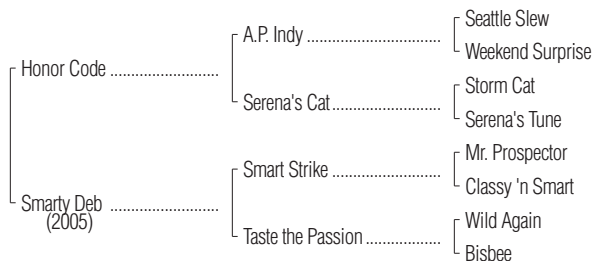 Seattle Slew
A.P. Indy ........................
Weekend Surprise
Honor Code ........................
Storm Cat
Serena's Cat........................
Serena's Tune
Mr. Prospector
Smart Strike ........................
Classy 'n Smart
Smarty Deb ........................
(2005)
Wild Again
Taste the Passion .................
Bisbee